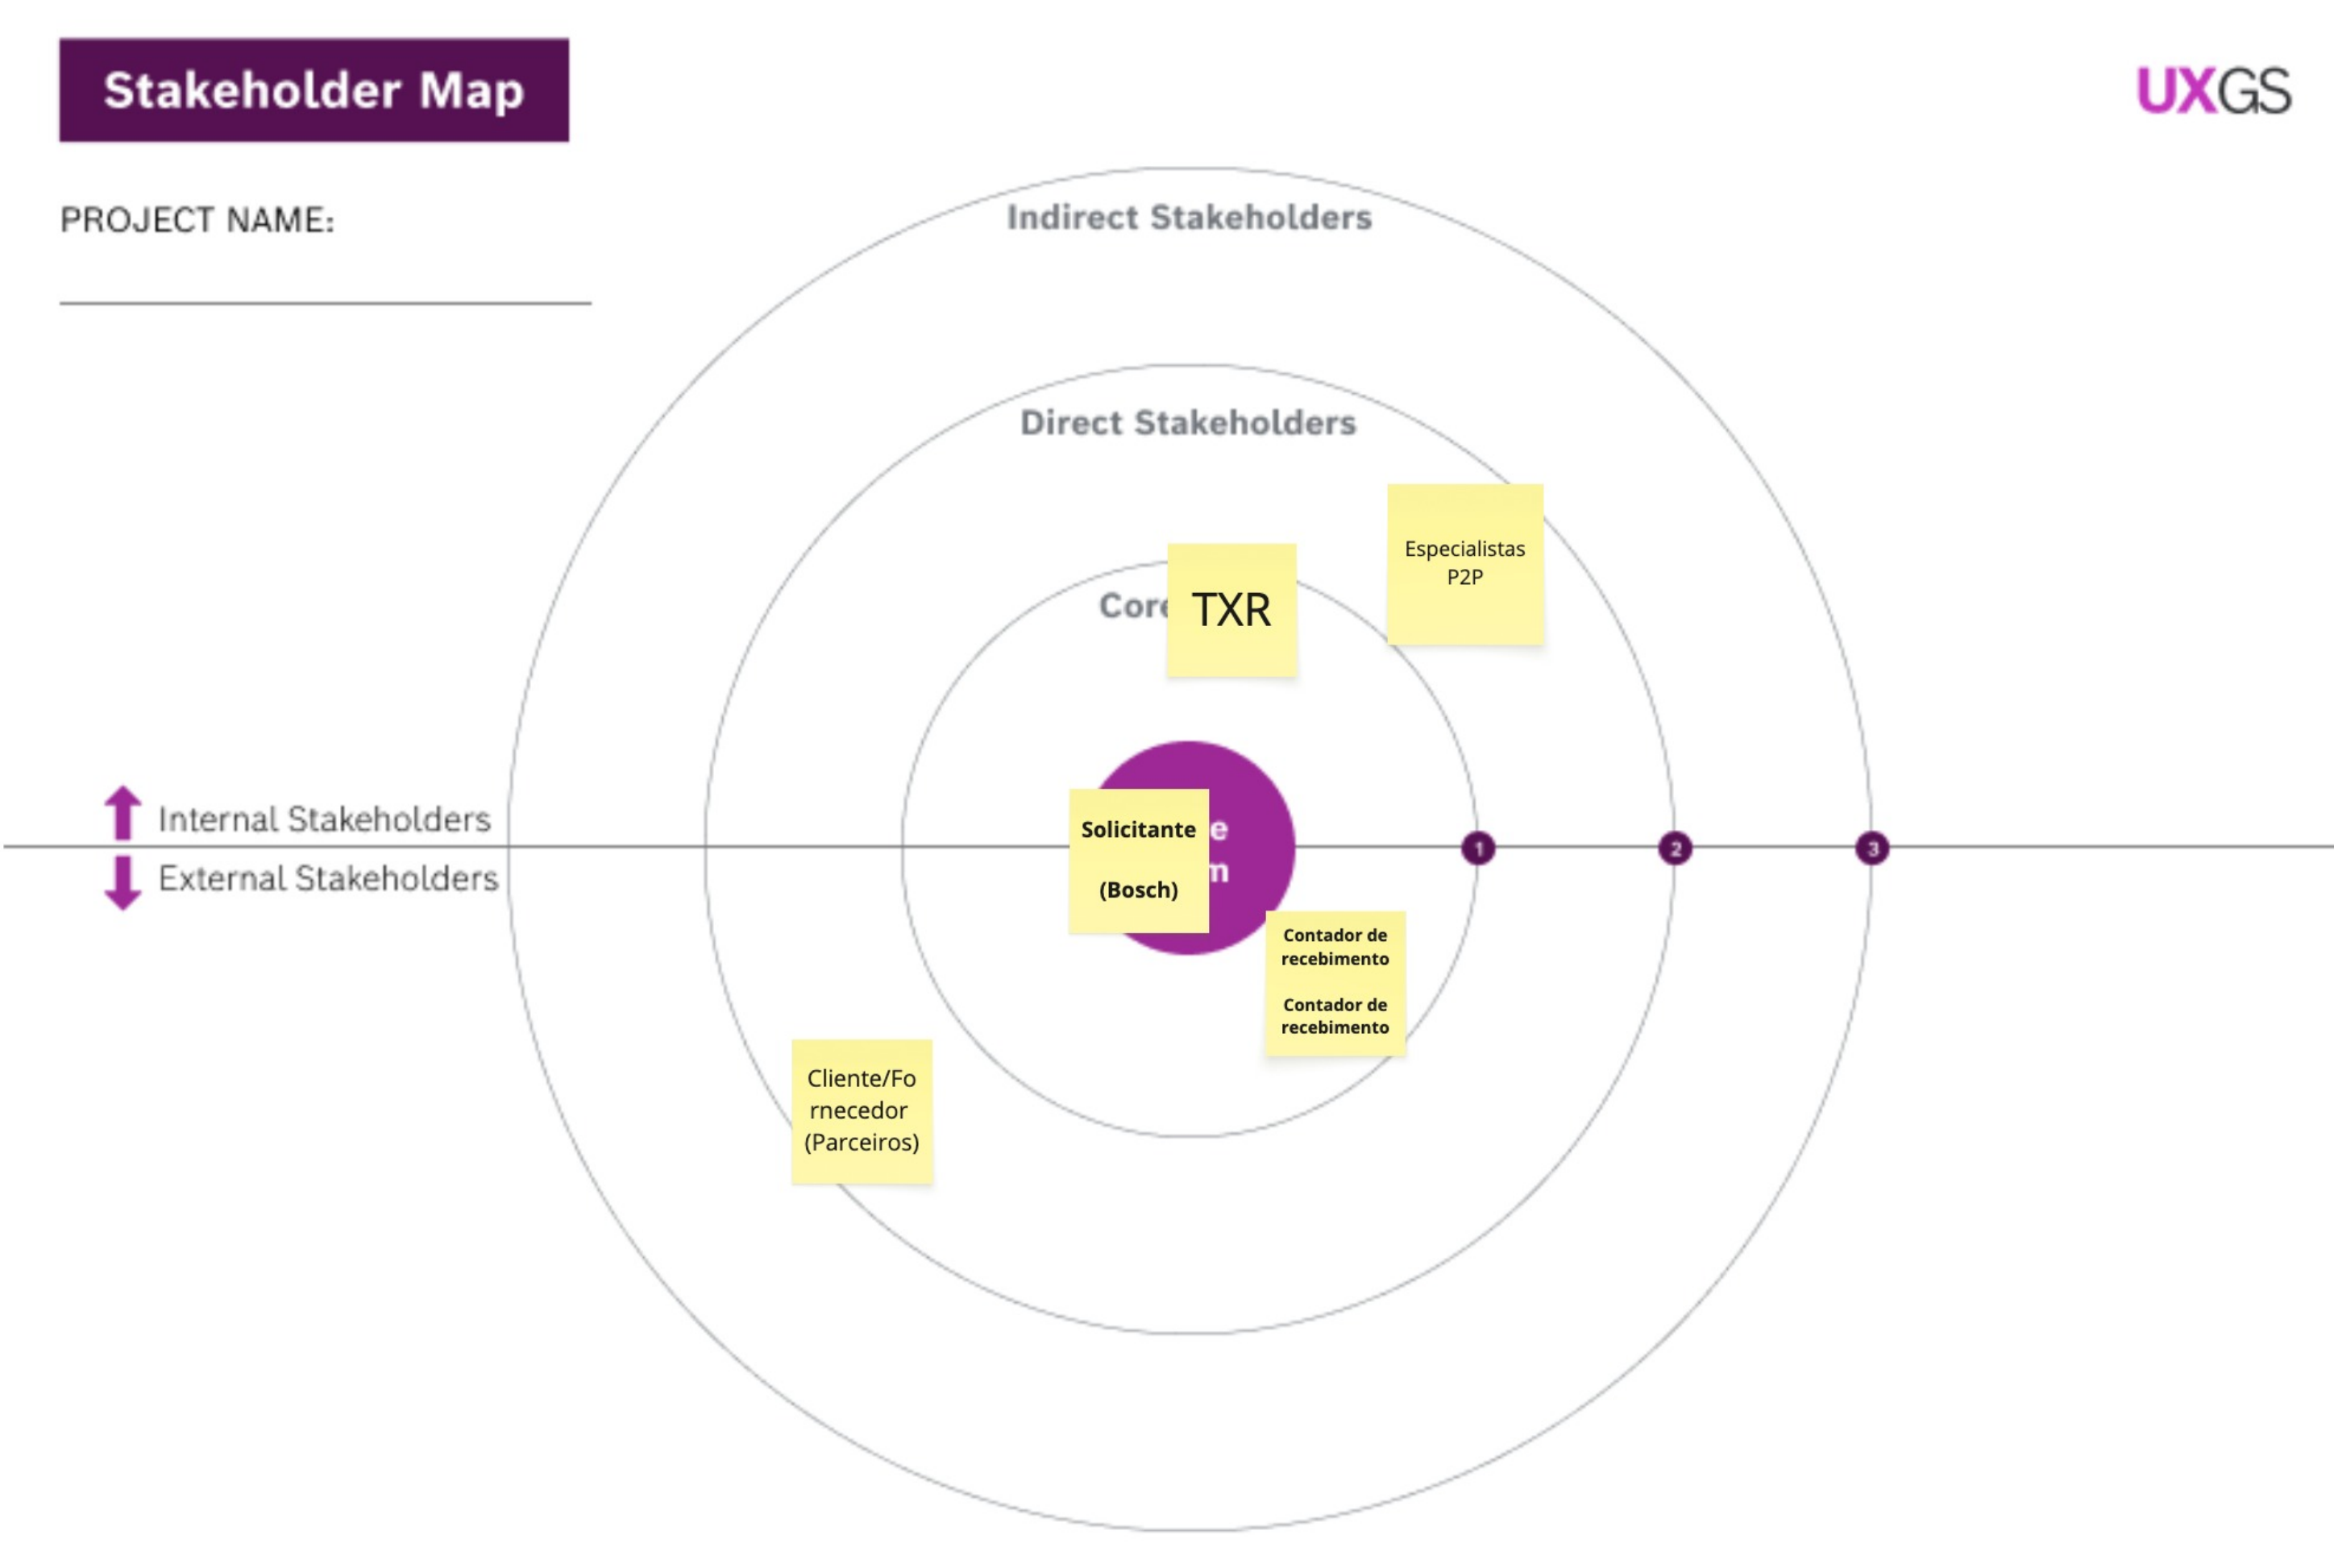 Stakeholder Map
UXGS
PROJECT NAME:
Indirect Stakeholders
Direct Stakeholders
Especialistas
P2P
Core
TXR
Internal Stakeholders
External Stakeholders
Solicitante
(Bosch)
e
m
1
2
3
Contador de
recebimento
Contador de
recebimento
Cliente/Fo
rnecedor
(Parceiros)